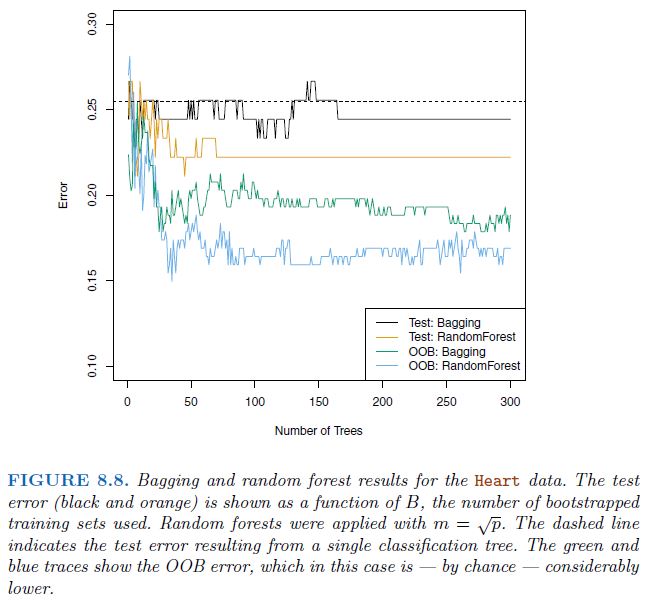 0.30
0.25
0.20
0.15
0.10
Error
Test: Bagging
Test: RandomForest
OOB: Bagging
OOB: RandomForest
0 50 100 150 200 250 300
Number of Trees
FIGURE 8.8. Bagging and random forest results for the Heart data. The test
error (black and orange) is shown as a function of B, the number of bootstrapped
training sets used. Random forests were applied with m = √p. The dashed line
indicates the test error resulting from a single classification tree. The green and
blue traces show the OOB error, which in this case is — by chance — considerably
lower.